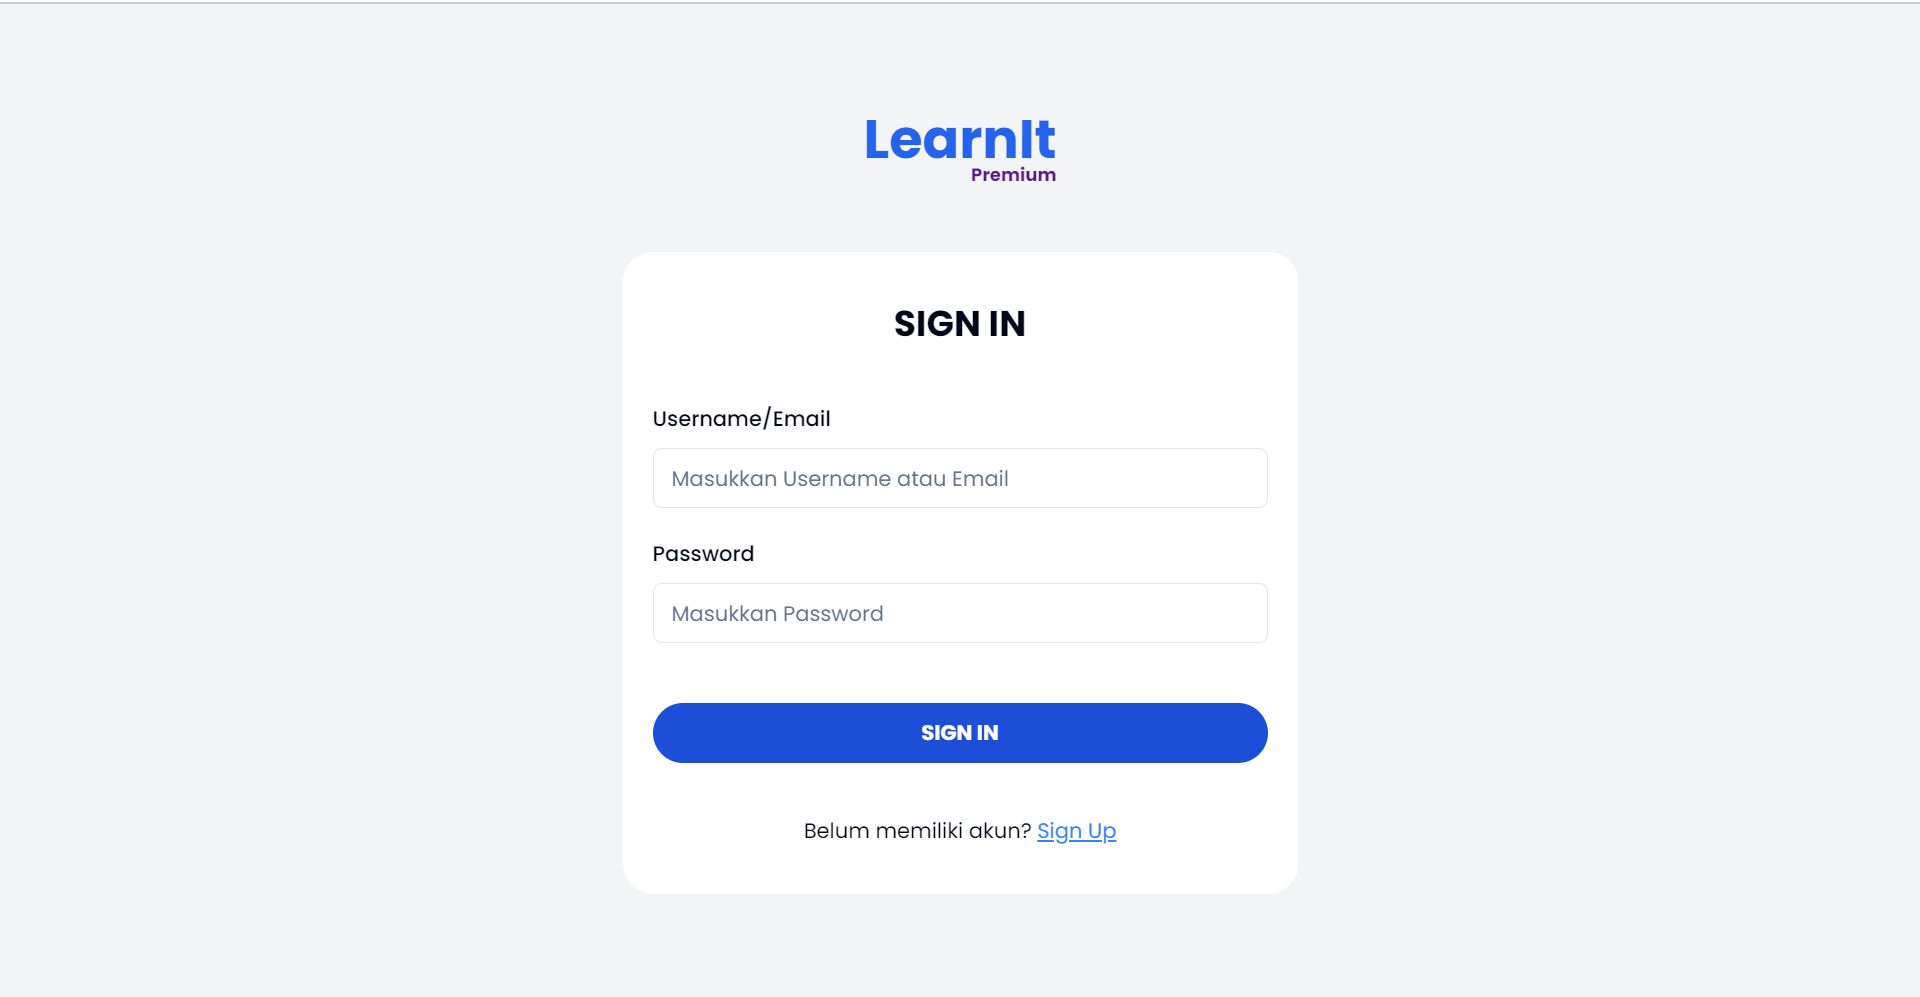 LearnIt
Premium
SIGN IN
Username/Email
Masukkan Username atau Email
Password
Masukkan Password
SIGN IN
Belum memiliki akun? Sign Up